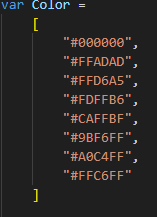 var Color =
[
"#000000",
"#FFADAD",
"#FFD6A5",
"#FDFFB6",
"#CAFFBF",
"#9BF6FF",
"#A0C4FF",
"#FFC6FF"
]